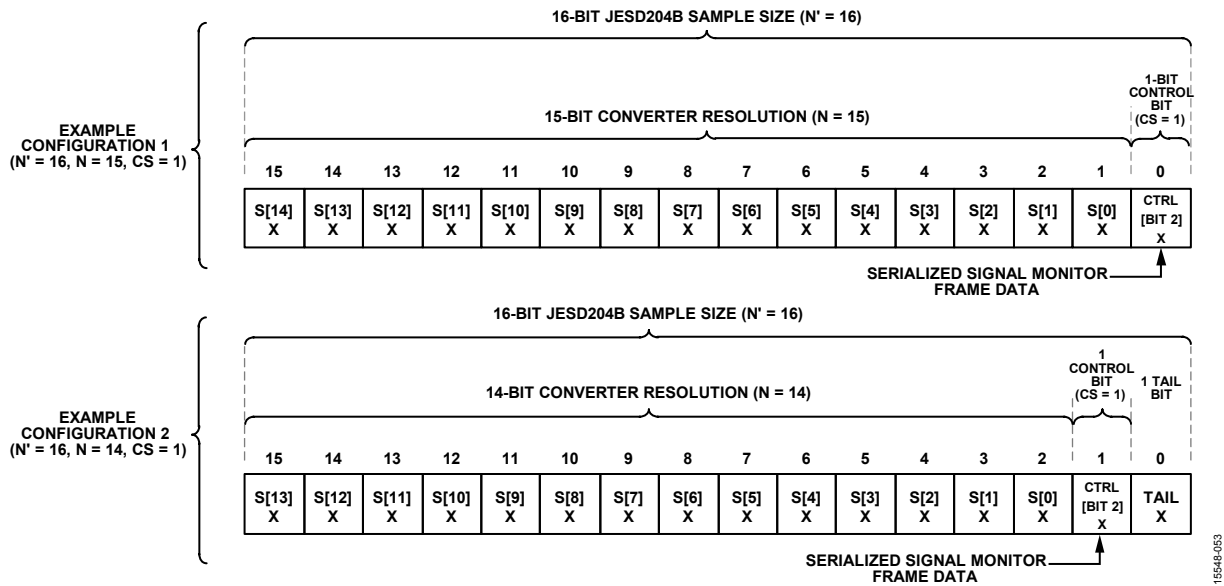 16-BIT JESD204B SAMPLE SIZE (N' = 16)
1-BIT
CONTROL
BIT
(CS = 1)
15-BIT CONVERTER RESOLUTION (N = 15)
EXAMPLE
CONFIGURATION 1
(N' = 16, N = 15, CS = 1)
15 14 13 12 11 10 9 8 7 6 5 4 3 2 1 0
S[14] S[13] S[12] S[11] S[10] S[9] S[8] S[7] S[6] S[5] S[4] S[3] S[2] S[1] S[0] CTRL
[BIT 2]
X X X X X X X X X X X X X X X X
SERIALIZED SIGNAL MONITOR
FRAME DATA
16-BIT JESD204B SAMPLE SIZE (N' = 16)
1
CONTROL
BIT
(CS = 1)
1 TAIL
BIT
14-BIT CONVERTER RESOLUTION (N = 14)
EXAMPLE
CONFIGURATION 2
(N' = 16, N = 14, CS = 1)
15 14 13 12 11 10 9 8 7 6 5 4 3 2 1 0
S[13] S[12] S[11] S[10] S[9] S[8] S[7] S[6] S[5] S[4] S[3] S[2] S[1] S[0] CTRL TAIL
[BIT 2]
X X X X X X X X X X X X X X X X
SERIALIZED SIGNAL MONITOR
FRAME DATA
15548-053